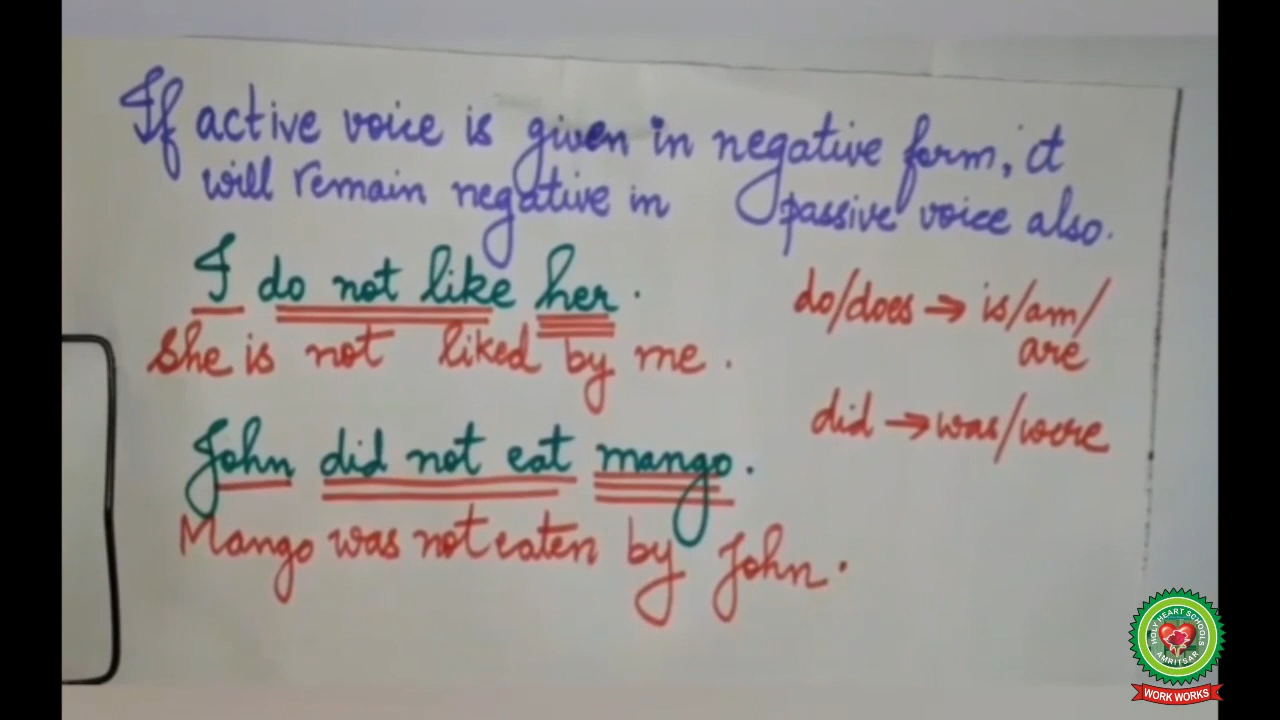 If active voice is given in negative form, it
will remain negative in passive voice also.
I do not like her.
She is not liked by me.
do/does → is/am/
are
did → was/were
John did not eat mango.
Mango was not eaten by John.
HOLY HEART SCHOOLS
AMRITSAR
WORK WORKS